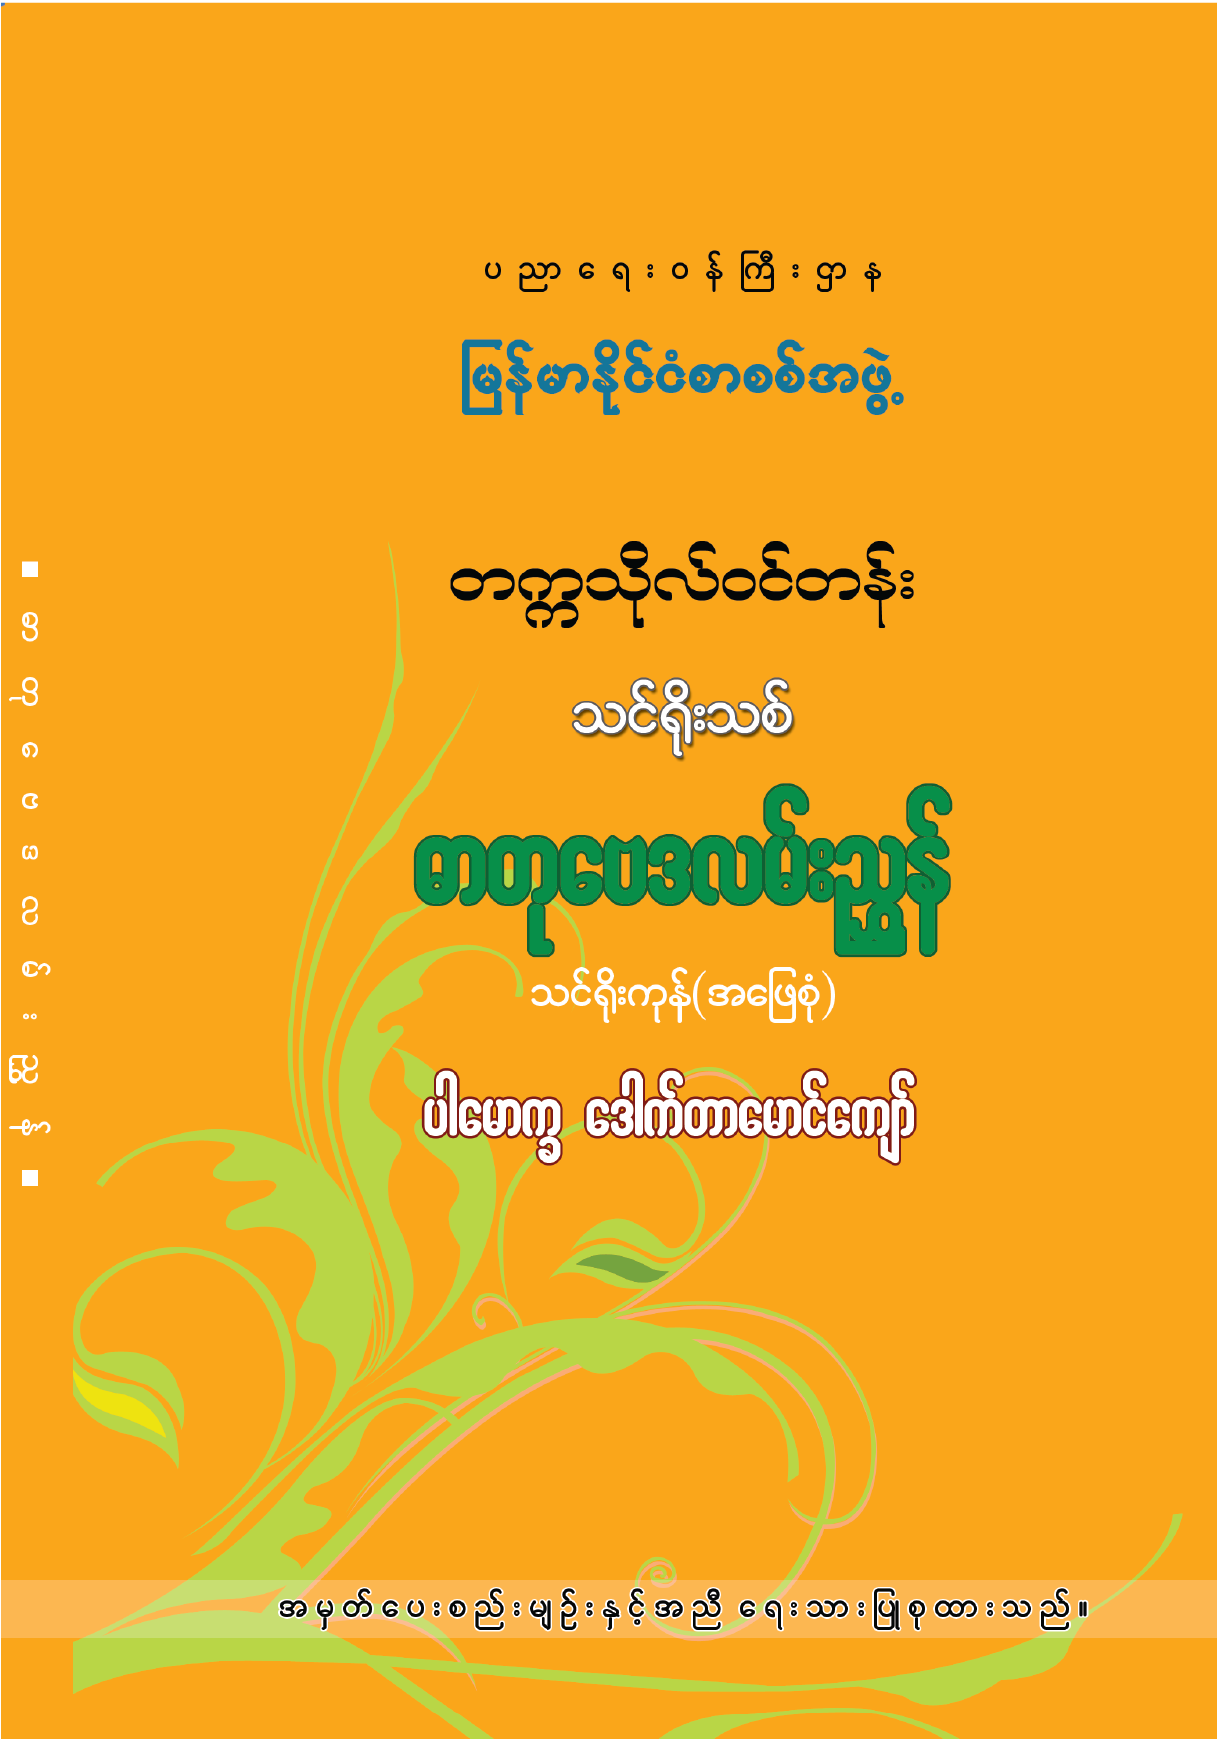 ပညာရေးဝန်ကြီးဌာန
မြန်မာနိုင်ငံစာစစ်အဖွဲ့
တက္ကသိုလ်ဝင်တန်း
သင်ရိုးသစ်
ဓာတုဗေဒလမ်းညွှန်
သင်ရိုးကုန်(အဖြေစုံ)
ပါမောက္ခ ဒေါက်တာမောင်ကျော်
အမှတ်ပေးစည်းမျဉ်းနှင့်အညီ ရေးသားပြုစုထားသည်။